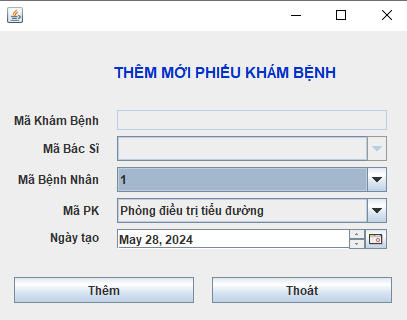 THÊM MỚI PHIẾU KHÁM BỆNH
Mã Khám Bệnh
Mã Bác Sĩ
Mã Bệnh Nhân 1
Mã PK Phòng điều trị tiểu đường
Ngày tạo May 28, 2024
Thêm Thoát